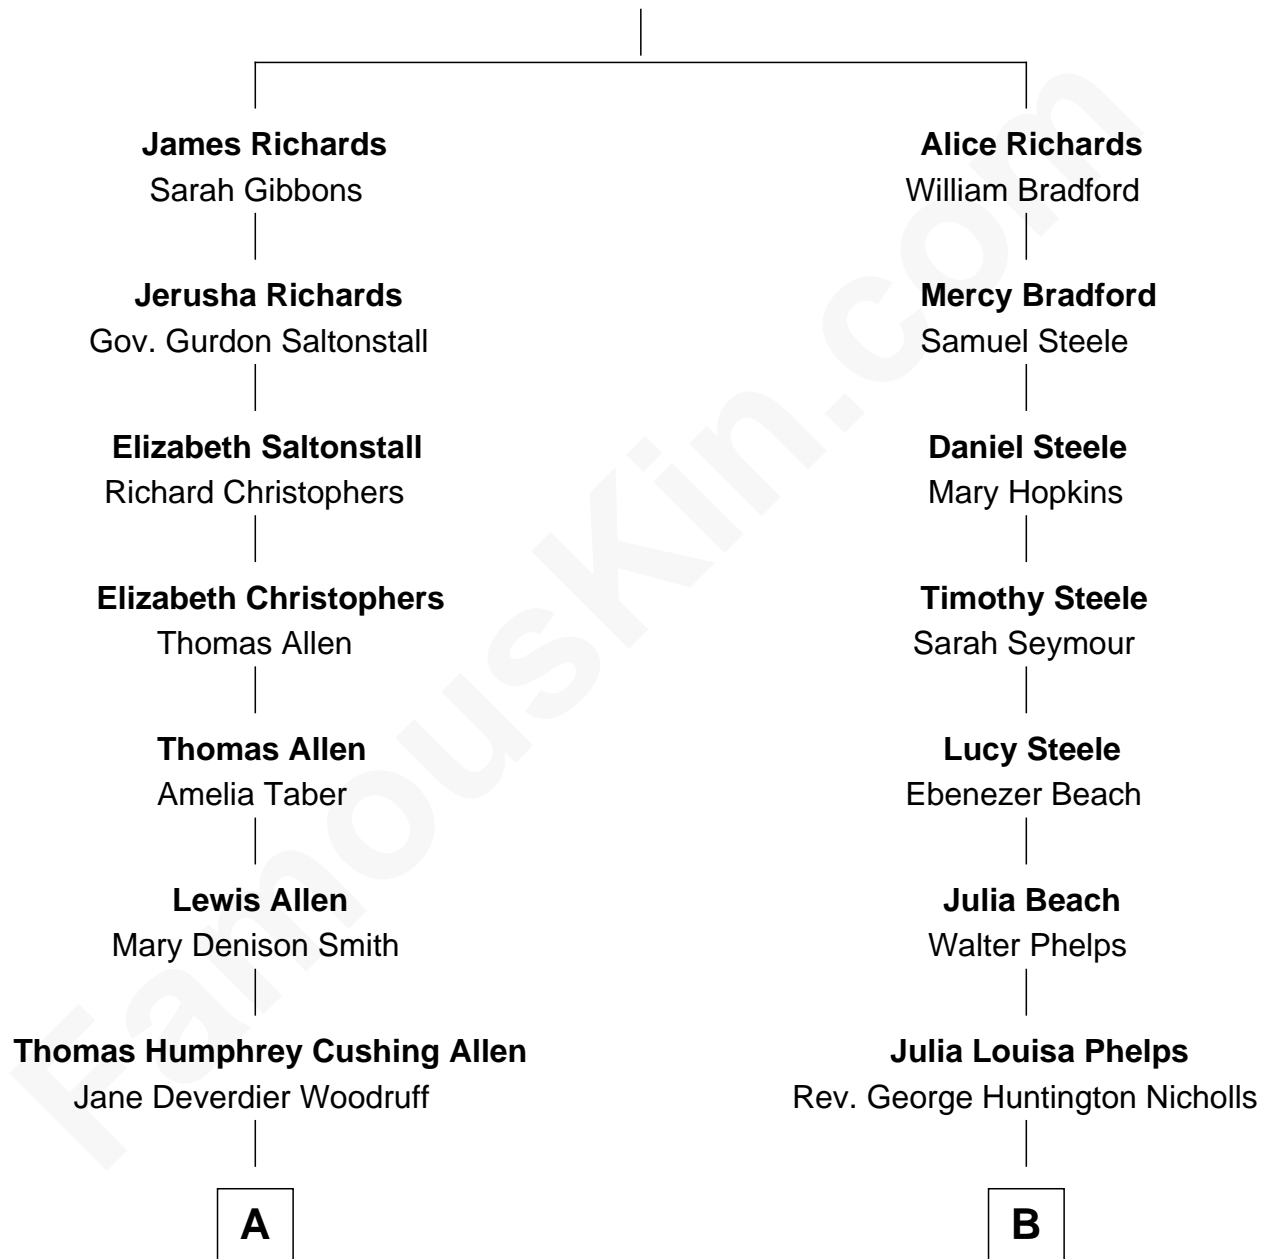 James Richards
Sarah Gibbons
Jerusha Richards
Gov. Gurdon Saltonstall
Elizabeth Saltonstall
Richard Christophers
Elizabeth Christophers
Thomas Allen
Thomas Allen
Amelia Taber
Lewis Allen
Mary Denison Smith
Thomas Humphrey Cushing Allen
Jane Deverdier Woodruff
A
Alice Richards
William Bradford
Mercy Bradford
Samuel Steele
Daniel Steele
Mary Hopkins
Timothy Steele
Sarah Seymour
Lucy Steele
Ebenezer Beach
Julia Beach
Walter Phelps
Julia Louisa Phelps
Rev. George Huntington Nicholls
B
FamousKin.com